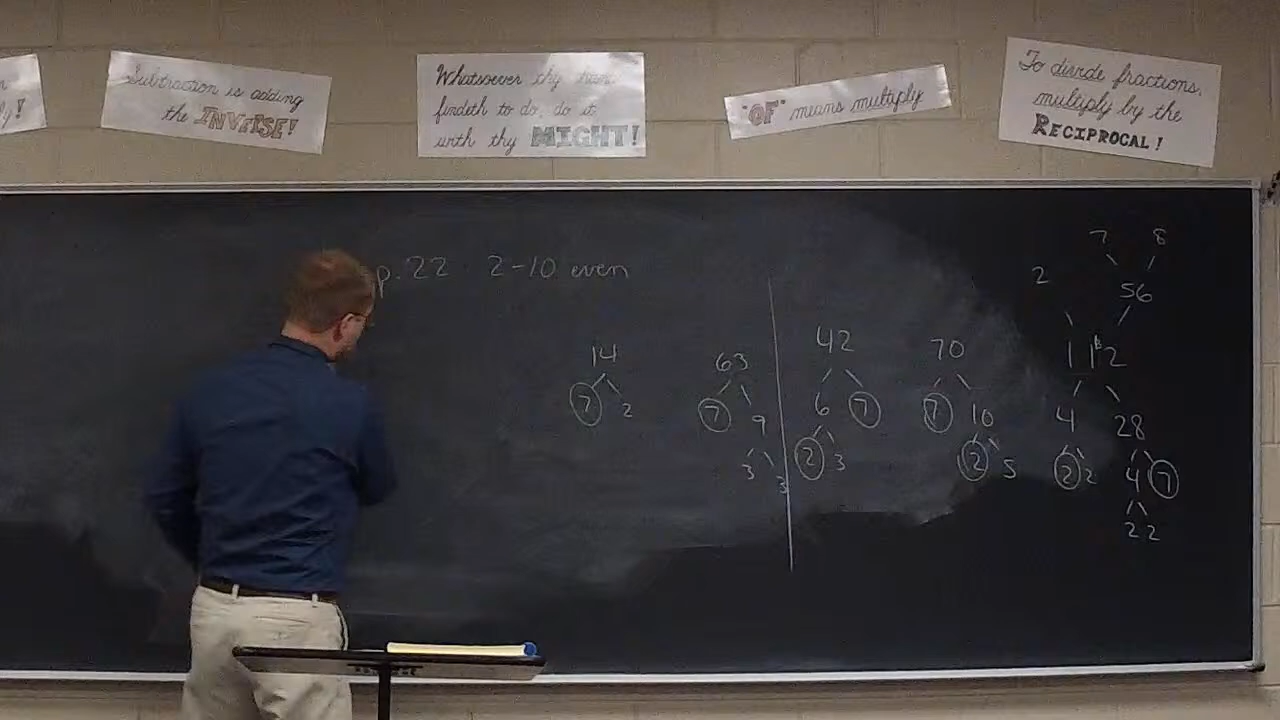 y!
Subtraction is adding
the INVERSE!
Whatsoever thy hand
findeth to do, do it
with thy MIGHT!
"OF" means multiply
To divide fractions,
multiply by the
RECIPROCAL!
p. 22 2-10 even
14
7 2
63
7 9
3 3
42
6 7
2 3
70
7 10
2 5
7 8
2 56
112
4 28
2 2 4 7
2 2